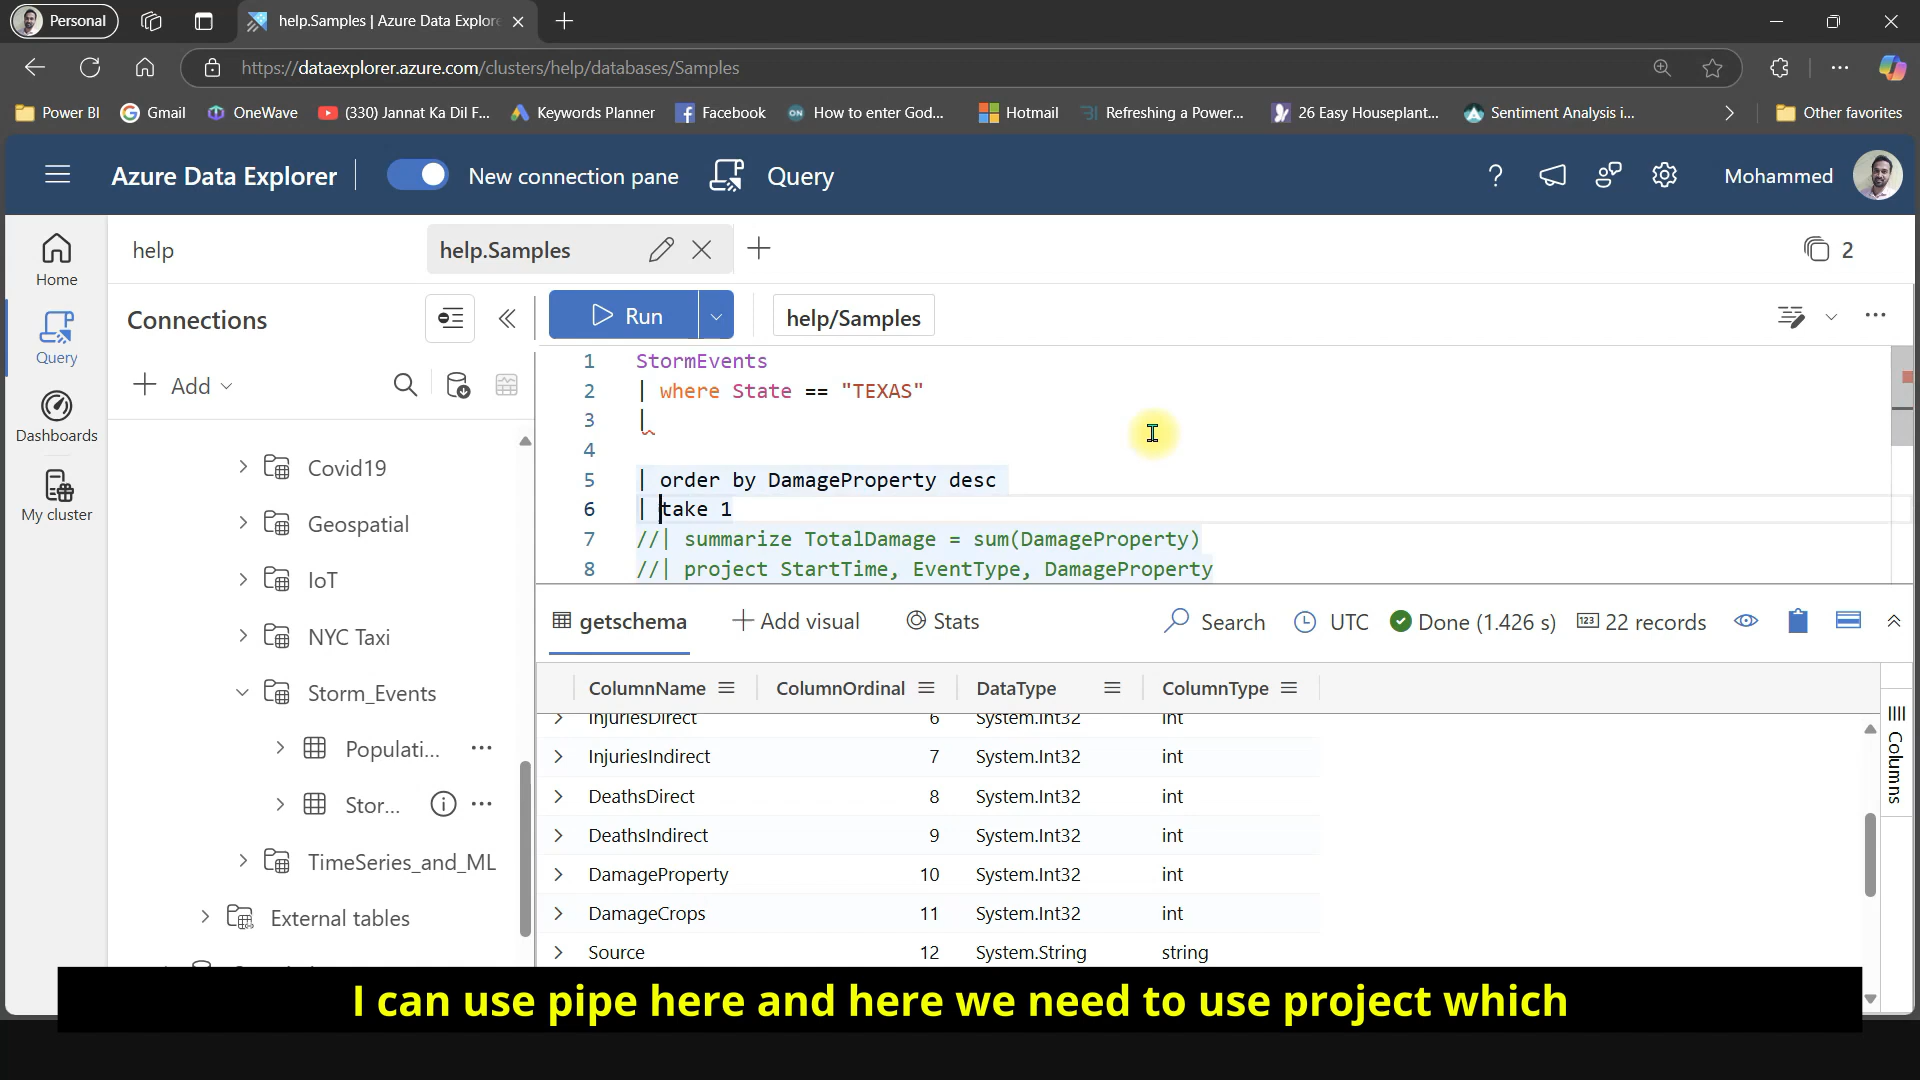 Personal
help.Samples | Azure Data Explore
https://dataexplorer.azure.com/clusters/help/databases/Samples
Power BI
Gmail
OneWave
(330) Jannat Ka Dil F...
Keywords Planner
Facebook
How to enter God...
Hotmail
Refreshing a Power...
26 Easy Houseplant...
Sentiment Analysis i...
Other favorites
Azure Data Explorer
New connection pane
Query
Mohammed
help
help.Samples
2
Home
Query
Dashboards
My cluster
Connections
Add
Run
help/Samples
1 StormEvents
2 | where State == "TEXAS"
3 |
4
5 | order by DamageProperty desc
6 | take 1
7 //| summarize TotalDamage = sum(DamageProperty)
8 //| project StartTime, EventType, DamageProperty
Covid19
Geospatial
IoT
NYC Taxi
Storm_Events
Populati...
Stor...
TimeSeries_and_ML
External tables
getschema
Add visual
Stats
Search
UTC
Done (1.426 s)
22 records
ColumnName ColumnOrdinal DataType ColumnType
InjuriesDirect 6 System.Int32 int
InjuriesIndirect 7 System.Int32 int
DeathsDirect 8 System.Int32 int
DeathsIndirect 9 System.Int32 int
DamageProperty 10 System.Int32 int
DamageCrops 11 System.Int32 int
Source 12 System.String string
Columns
I can use pipe here and here we need to use project which